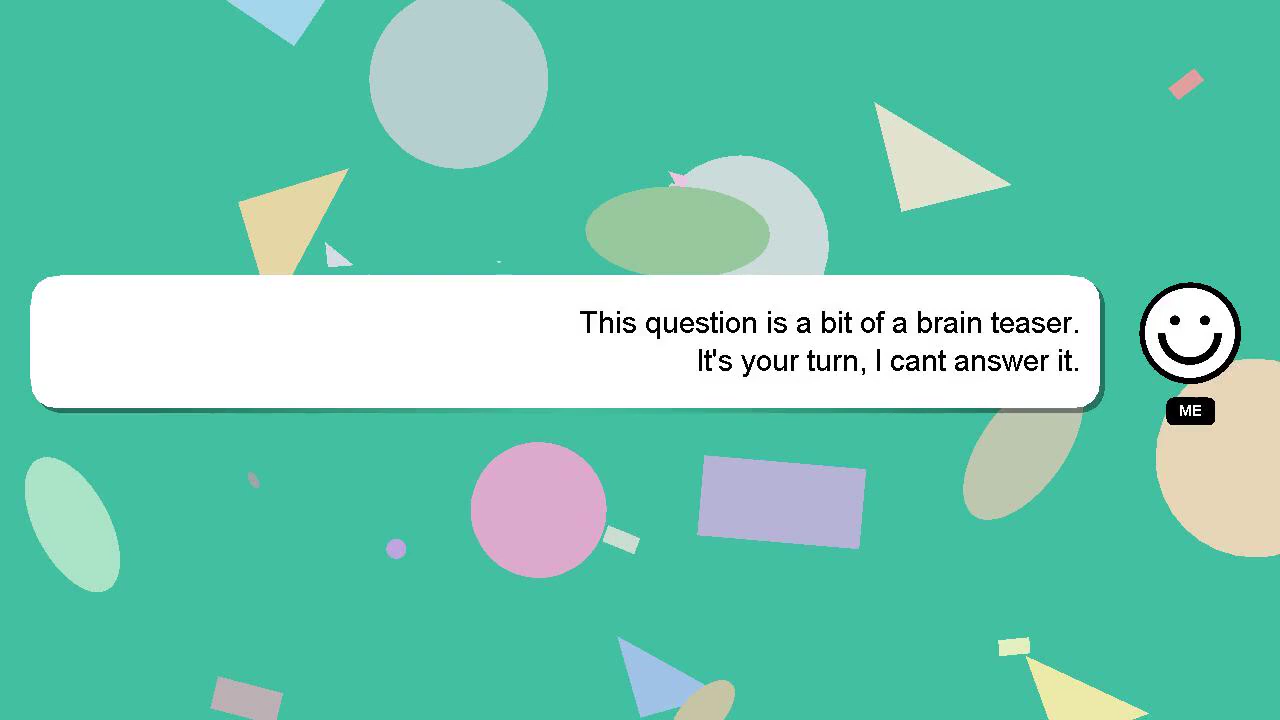 This question is a bit of a brain teaser.
It's your turn, I cant answer it.
ME